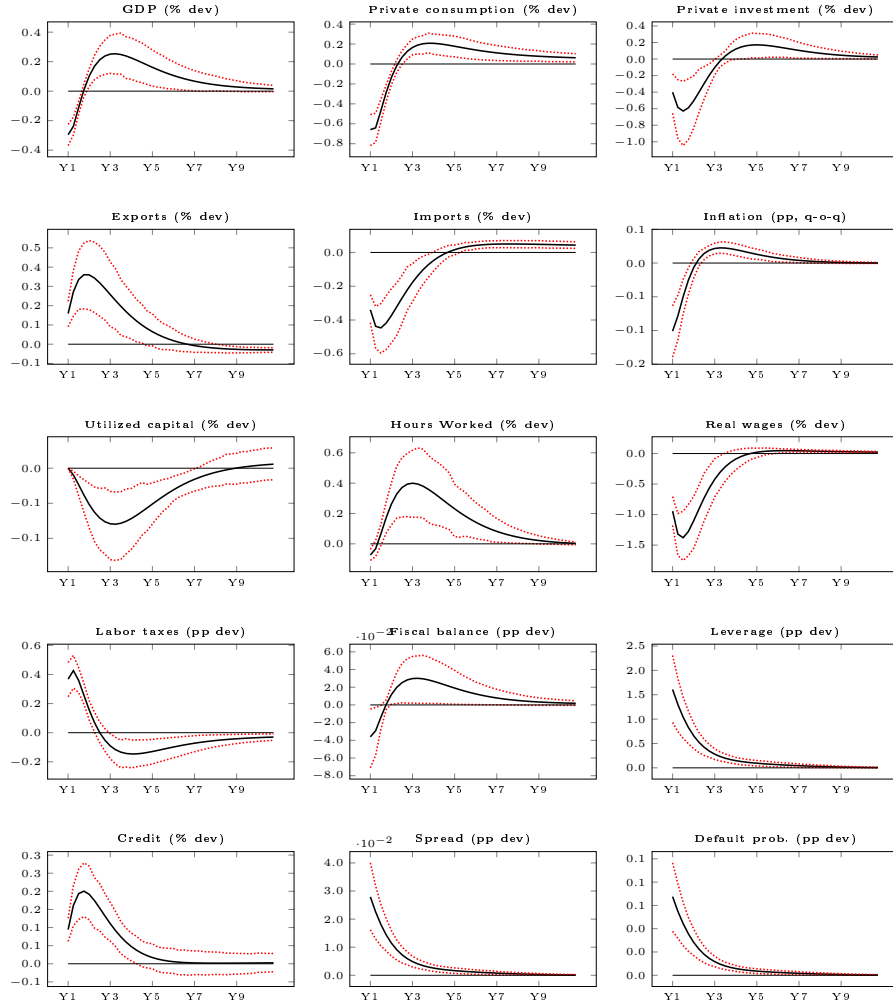 GDP (% dev)
0.4
0.2
0.0
−0.2
−0.4
Y1 Y3 Y5 Y7 Y9
Private consumption (% dev)
0.4
0.2
0.0
−0.2
−0.4
−0.6
−0.8
Y1 Y3 Y5 Y7 Y9
Private investment (% dev)
0.4
0.2
0.0
−0.2
−0.4
−0.6
−0.8
−1.0
Y1 Y3 Y5 Y7 Y9
Exports (% dev)
0.5
0.4
0.3
0.2
0.1
0.0
−0.1
Y1 Y3 Y5 Y7 Y9
Imports (% dev)
0.0
−0.2
−0.4
−0.6
Y1 Y3 Y5 Y7 Y9
Inflation (pp, q-o-q)
0.1
0.0
−0.1
−0.1
−0.2
Y1 Y3 Y5 Y7 Y9
Utilized capital (% dev)
0.0
−0.1
−0.1
Y1 Y3 Y5 Y7 Y9
Hours Worked (% dev)
0.6
0.4
0.2
0.0
Y1 Y3 Y5 Y7 Y9
Real wages (% dev)
0.0
−0.5
−1.0
−1.5
Y1 Y3 Y5 Y7 Y9
Labor taxes (pp dev)
0.6
0.4
0.2
0.0
−0.2
Y1 Y3 Y5 Y7 Y9
·10−2 Fiscal balance (pp dev)
6.0
4.0
2.0
0.0
−2.0
−4.0
−6.0
−8.0
Y1 Y3 Y5 Y7 Y9
Leverage (pp dev)
2.5
2.0
1.5
1.0
0.5
0.0
Y1 Y3 Y5 Y7 Y9
Credit (% dev)
0.3
0.3
0.2
0.2
0.1
0.1
0.0
−0.1
Y1 Y3 Y5 Y7 Y9
Spread (pp dev)
·10−2
4.0
3.0
2.0
1.0
0.0
Y1 Y3 Y5 Y7 Y9
Default prob. (pp dev)
0.1
0.1
0.1
0.0
0.0
0.0
Y1 Y3 Y5 Y7 Y9